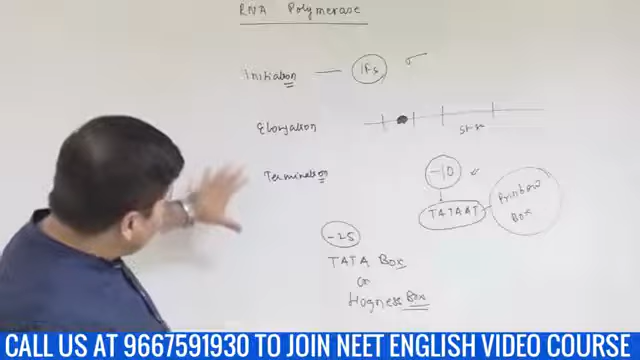 RNA Polymerase
Initiation — IFs σ
Elongation
Termination
-10
TATAAT
Prinbow
Box
-25
TATA Box
or
Hogness Box
CALL US AT 9667591930 TO JOIN NEET ENGLISH VIDEO COURSE